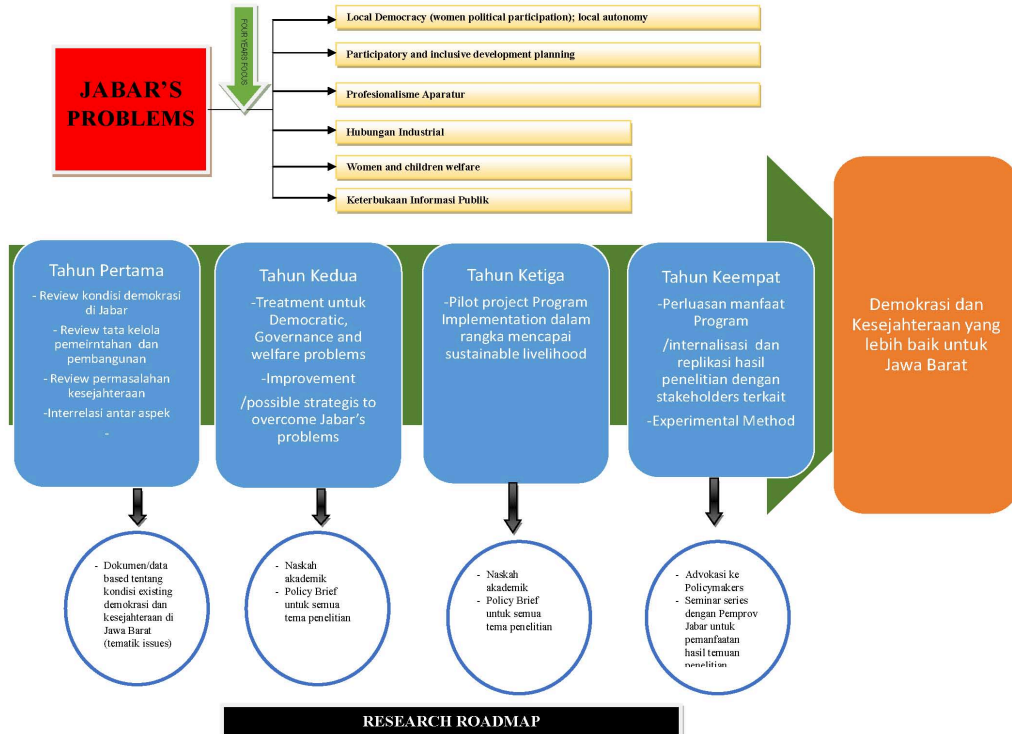 JABAR'S
PROBLEMS
FOUR YEARS FOCUS
Local Democracy (women political participation); local autonomy
Participatory and inclusive development planning
Profesionalisme Aparatur
Hubungan Industrial
Women and children welfare
Keterbukaan Informasi Publik
Tahun Pertama
- Review kondisi demokrasi
di Jabar
- Review tata kelola
pemeirntahan dan
pembangunan
- Review permasalahan
kesejahteraan
-Interrelasi antar aspek
-
Tahun Kedua
-Treatment untuk
Democratic,
Governance and
welfare problems
-Improvement
/possible strategis to
overcome Jabar's
problems
Tahun Ketiga
-Pilot project Program
Implementation dalam
rangka mencapai
sustainable livelihood
Tahun Keempat
-Perluasan manfaat
Program
/internalisasi dan
replikasi hasil
penelitian dengan
stakeholders terkait
-Experimental Method
Demokrasi dan
Kesejahteraan yang
lebih baik untuk
Jawa Barat
- Dokumen/data
based tentang
kondisi existing
demokrasi dan
kesejahteraan di
Jawa Barat
(tematik issues)
- Naskah
akademik
- Policy Brief
untuk semua
tema penelitian
- Naskah
akademik
- Policy Brief
untuk semua
tema penelitian
- Advokasi ke
Policymakers
- Seminar series
dengan Pemprov
Jabar untuk
pemanfaatan
hasil temuan
penelitian
RESEARCH ROADMAP